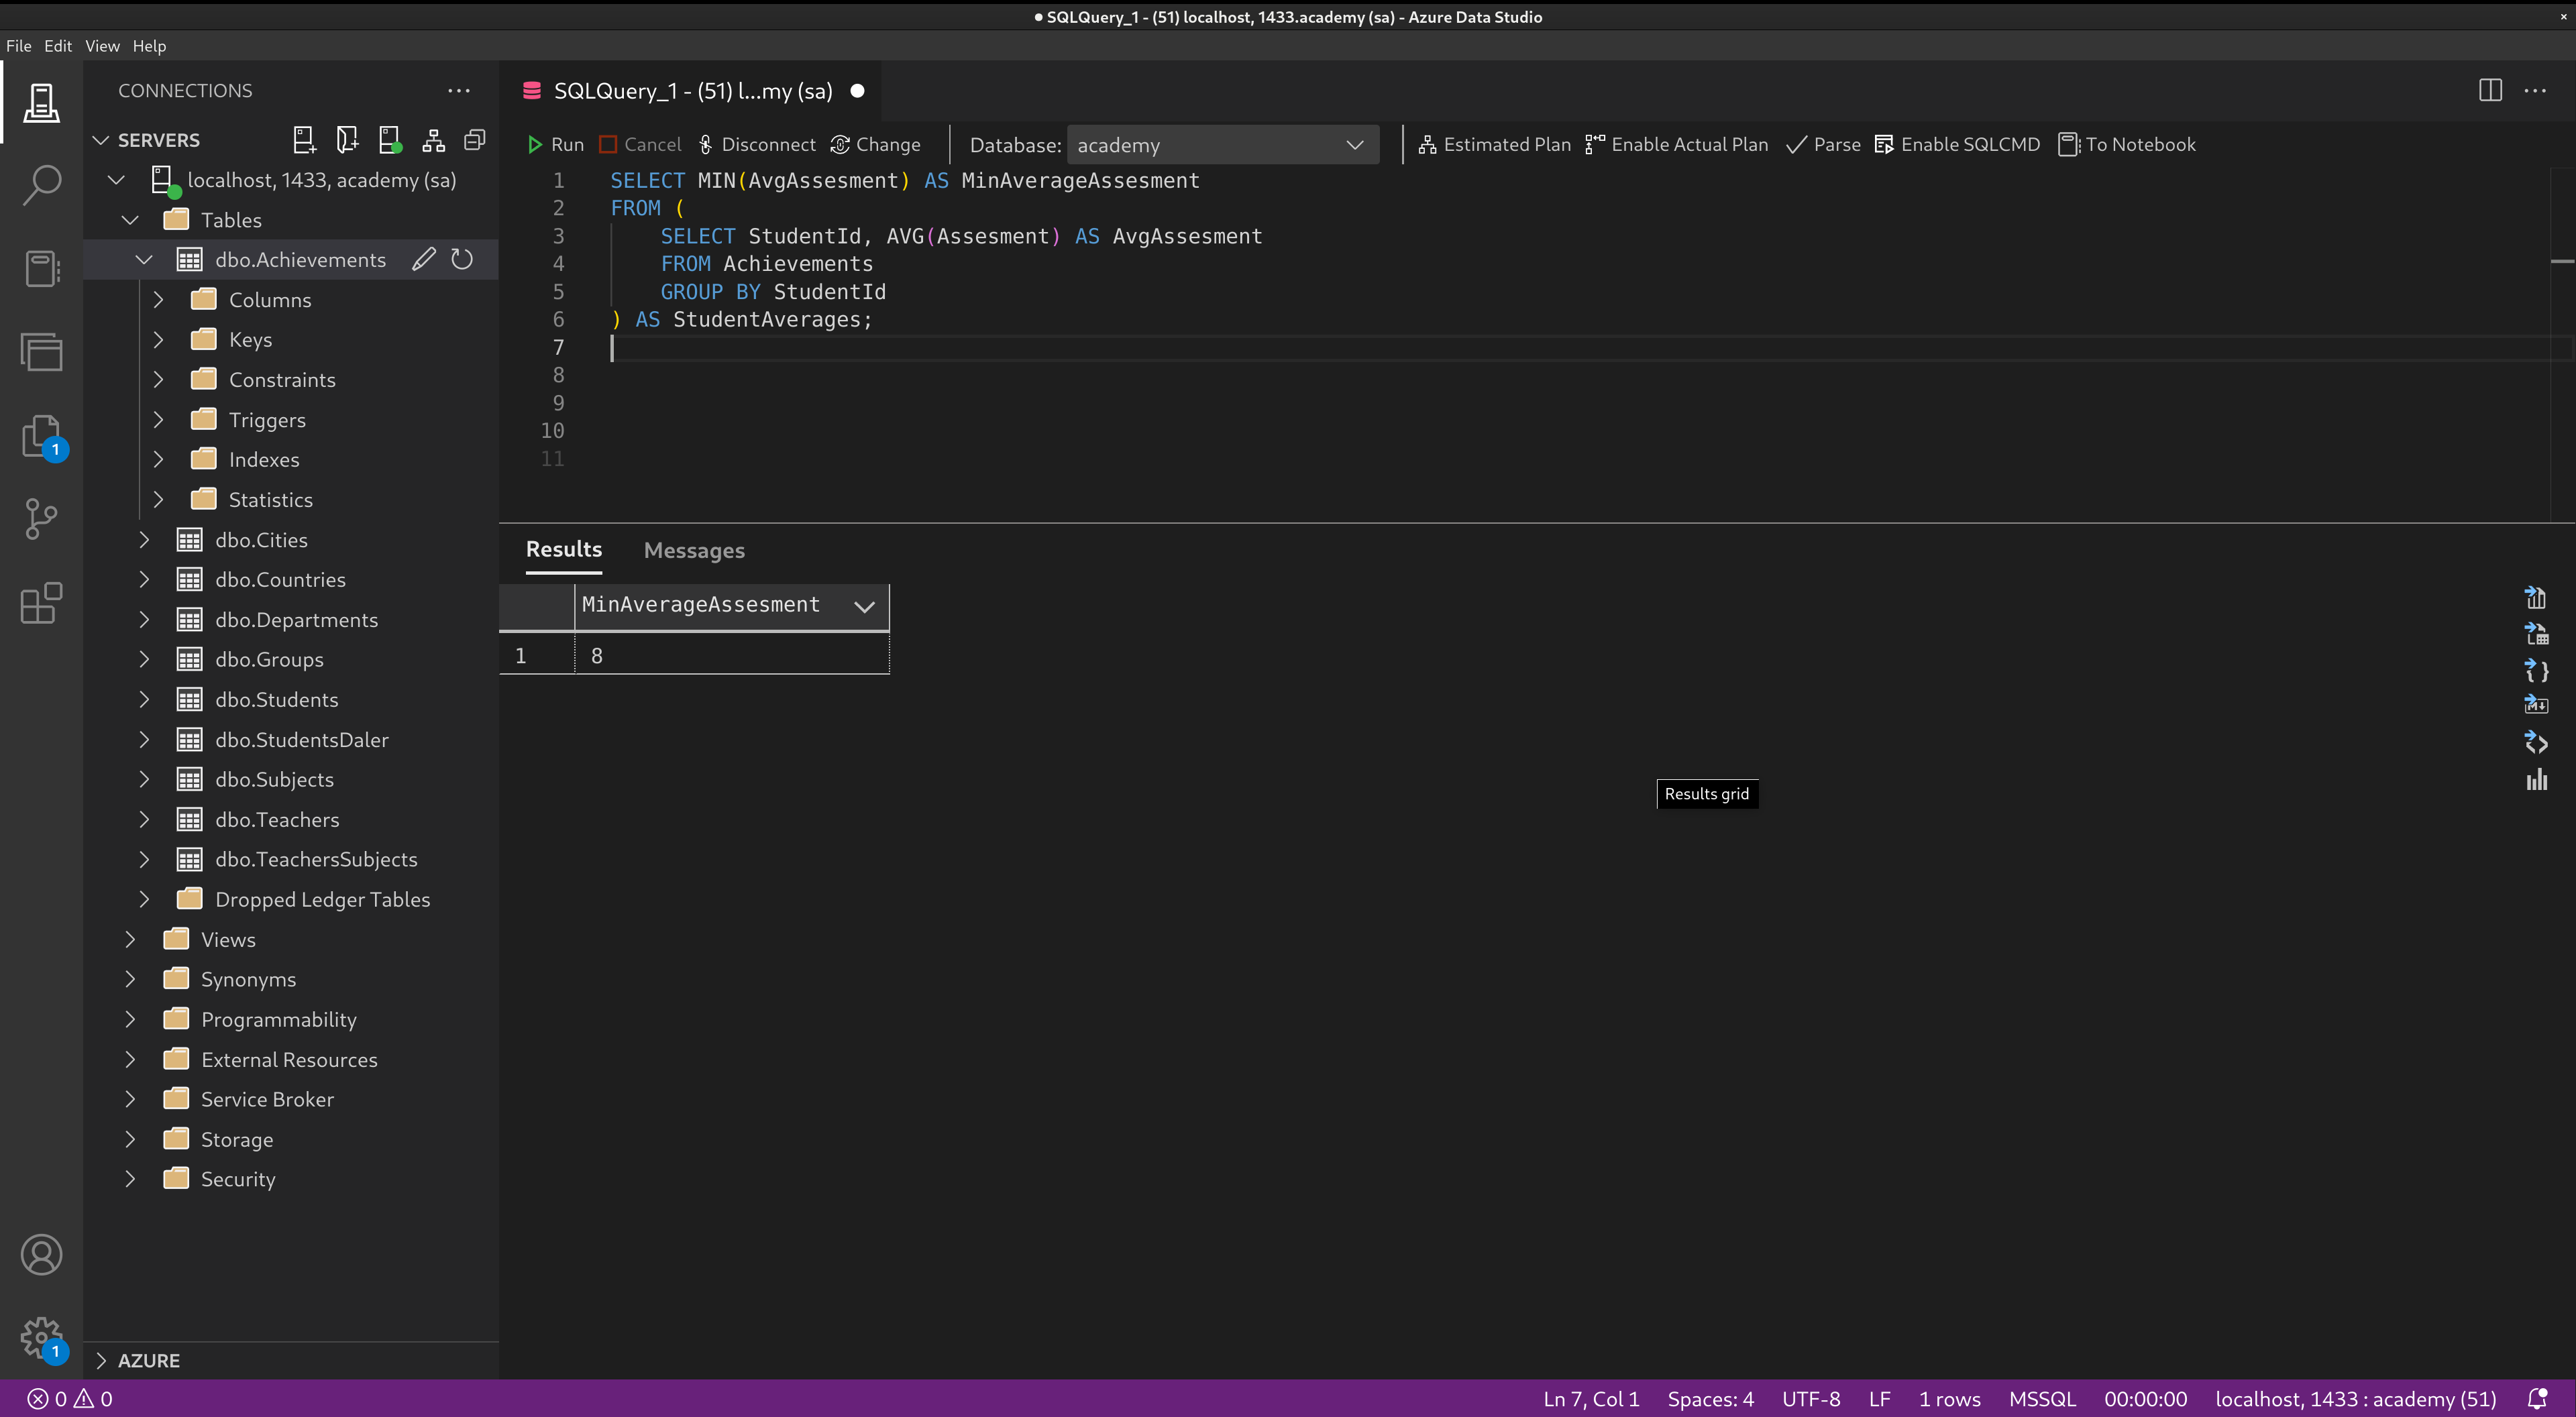 ● SQLQuery_1 - (51) localhost, 1433.academy (sa) - Azure Data Studio
File Edit View Help
CONNECTIONS
SERVERS
localhost, 1433, academy (sa)
Tables
dbo.Achievements
Columns
Keys
Constraints
Triggers
Indexes
Statistics
dbo.Cities
dbo.Countries
dbo.Departments
dbo.Groups
dbo.Students
dbo.StudentsDaler
dbo.Subjects
dbo.Teachers
dbo.TeachersSubjects
Dropped Ledger Tables
Views
Synonyms
Programmability
External Resources
Service Broker
Storage
Security
AZURE
1
1
SQLQuery_1 - (51) l...my (sa) ●
Run Cancel Disconnect Change Database: academy Estimated Plan Enable Actual Plan Parse Enable SQLCMD To Notebook
1 SELECT MIN(AvgAssesment) AS MinAverageAssesment
2 FROM (
3 SELECT StudentId, AVG(Assesment) AS AvgAssesment
4 FROM Achievements
5 GROUP BY StudentId
6 ) AS StudentAverages;
7
8
9
10
11
Results Messages
MinAverageAssesment
1 8
Results grid
0 0 Ln 7, Col 1 Spaces: 4 UTF-8 LF 1 rows MSSQL 00:00:00 localhost, 1433 : academy (51)